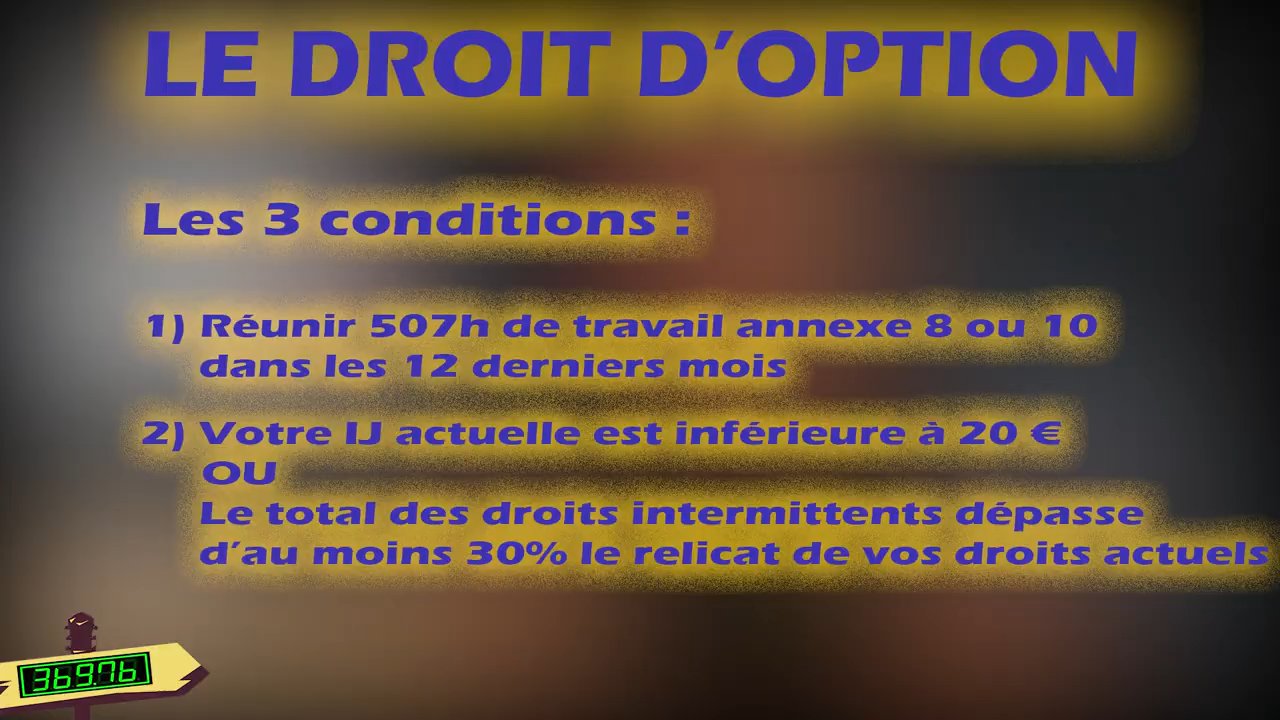 LE DROIT D'OPTION
Les 3 conditions :
1) Réunir 507h de travail annexe 8 ou 10
dans les 12 derniers mois
2) Votre IJ actuelle est inférieure à 20 €
OU
Le total des droits intermittents dépasse
d'au moins 30% le relicat de vos droits actuels
369.76